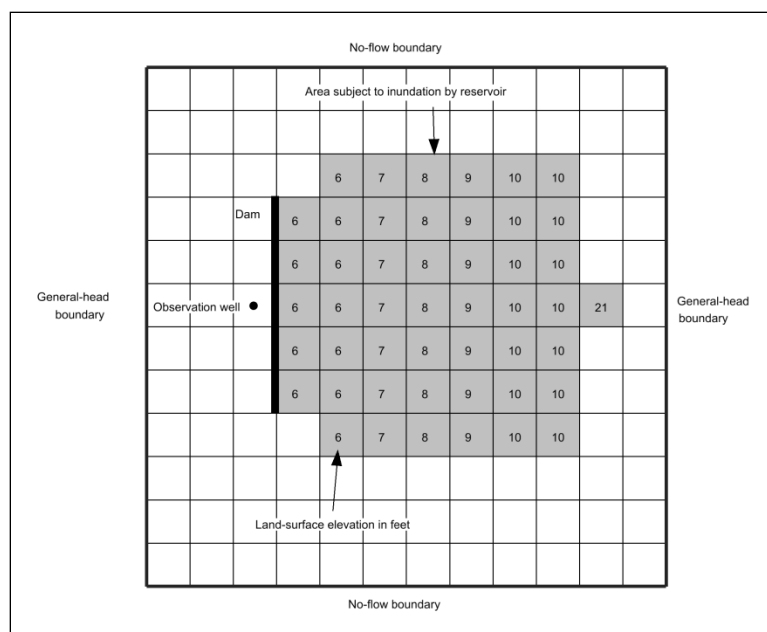 No-flow boundary
Area subject to inundation by reservoir
6 7 8 9 10 10
Dam
6 6 7 8 9 10 10
6 6 7 8 9 10 10
General-head
boundary
Observation well
6 6 7 8 9 10 10 21
General-head
boundary
6 6 7 8 9 10 10
6 6 7 8 9 10 10
6 7 8 9 10 10
Land-surface elevation in feet
No-flow boundary